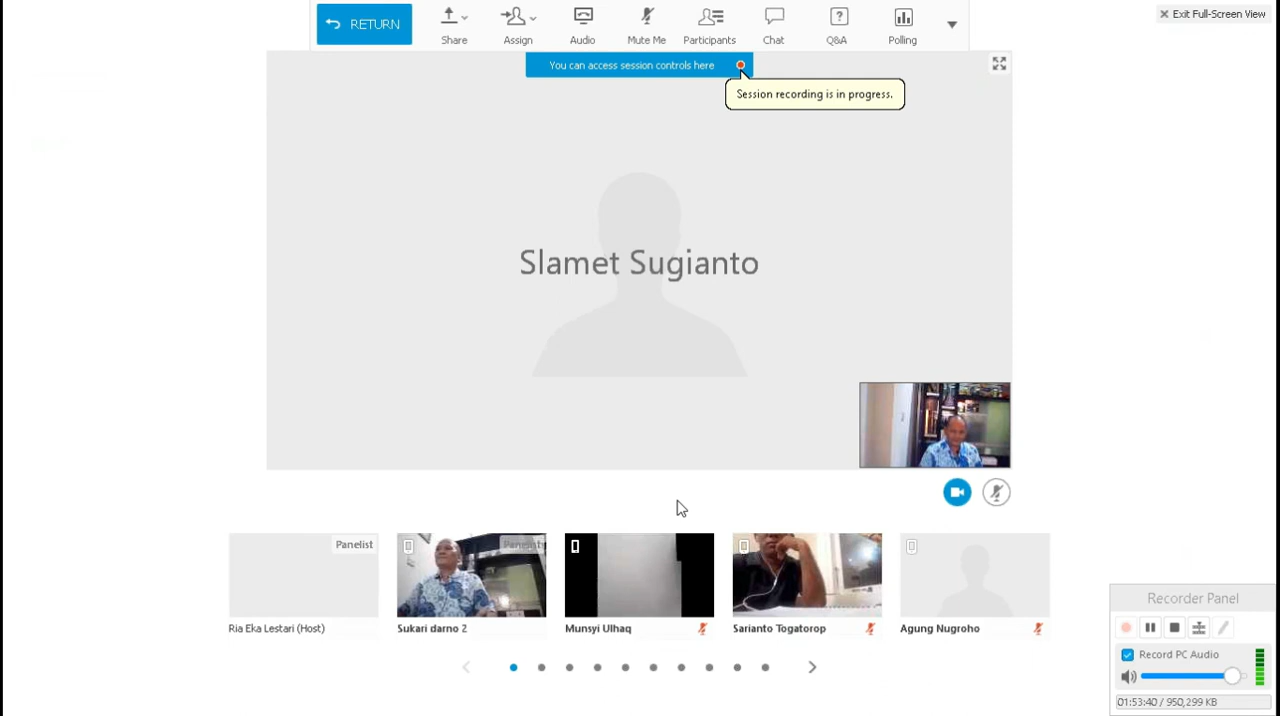 RETURN
Share
Assign
Audio
Mute Me
Participants
Chat
Q&A
Polling
Exit Full-Screen View
You can access session controls here
Session recording is in progress.
Slamet Sugianto
Panelist
Panelist
Ria Eka Lestari (Host)
Sukari darno 2
Munsyi Ulhaq
Sarianto Togatorop
Agung Nugroho
Recorder Panel
Record PC Audio
01:53:40 / 950,299 KB